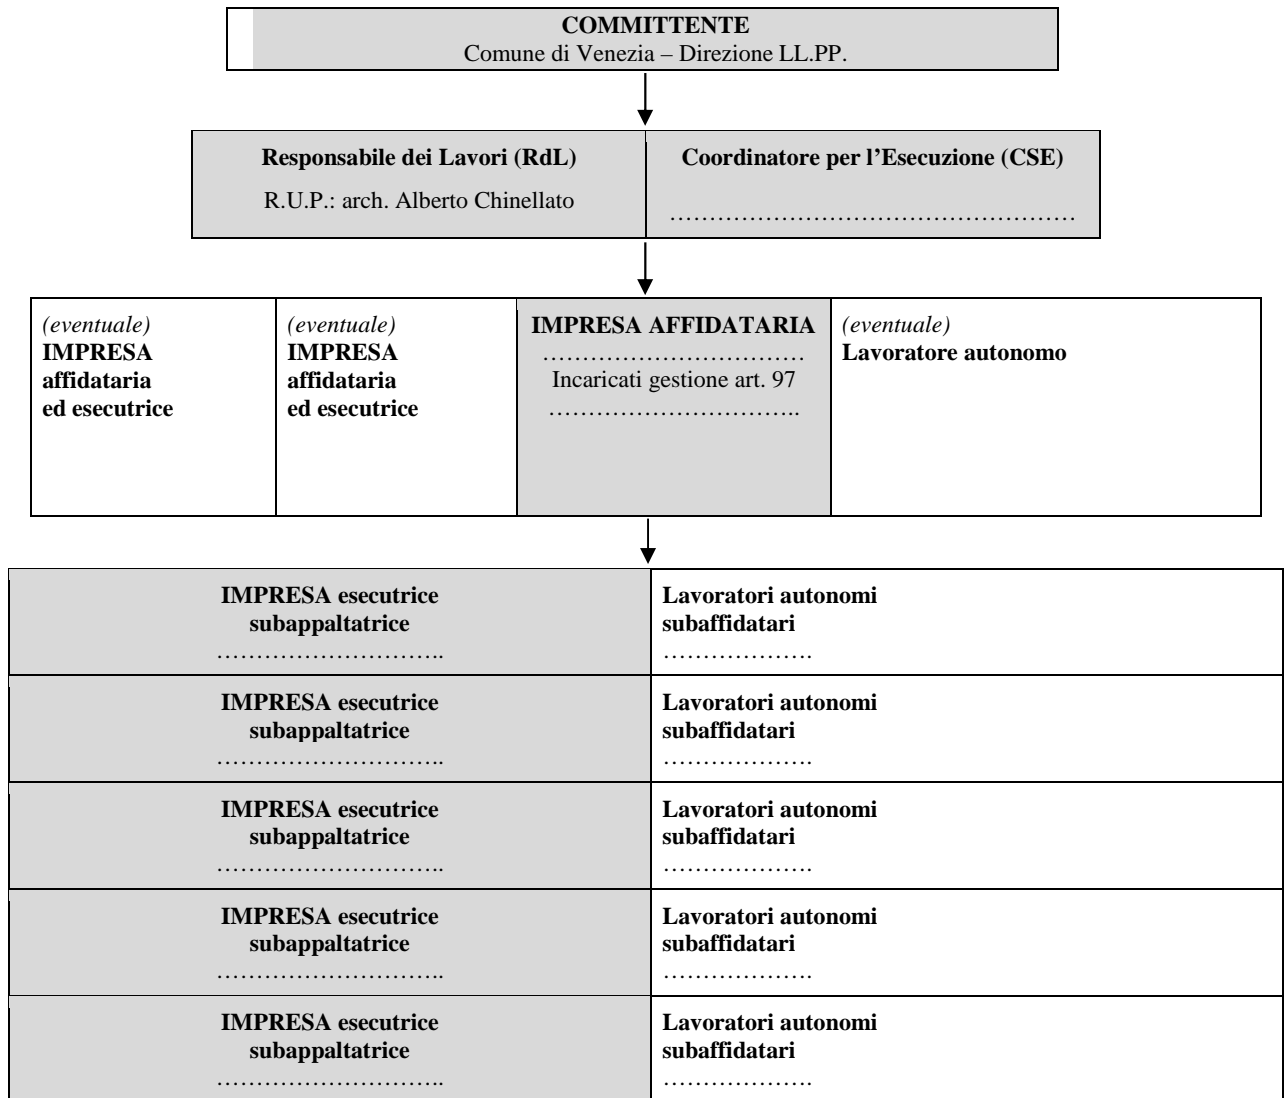 COMMITTENTE
Comune di Venezia – Direzione LL.PP.
Responsabile dei Lavori (RdL)
R.U.P.: arch. Alberto Chinellato
Coordinatore per l’Esecuzione (CSE)
……………………………………………
(eventuale)
IMPRESA
affidataria
ed esecutrice
(eventuale)
IMPRESA
affidataria
ed esecutrice
IMPRESA AFFIDATARIA
……………………………
Incaricati gestione art. 97
…………………………..
(eventuale)
Lavoratore autonomo
IMPRESA esecutrice
subappaltatrice
………………………..
Lavoratori autonomi
subaffidatari
……………….
IMPRESA esecutrice
subappaltatrice
………………………..
Lavoratori autonomi
subaffidatari
……………….
IMPRESA esecutrice
subappaltatrice
………………………..
Lavoratori autonomi
subaffidatari
……………….
IMPRESA esecutrice
subappaltatrice
………………………..
Lavoratori autonomi
subaffidatari
……………….
IMPRESA esecutrice
subappaltatrice
………………………..
Lavoratori autonomi
subaffidatari
……………….